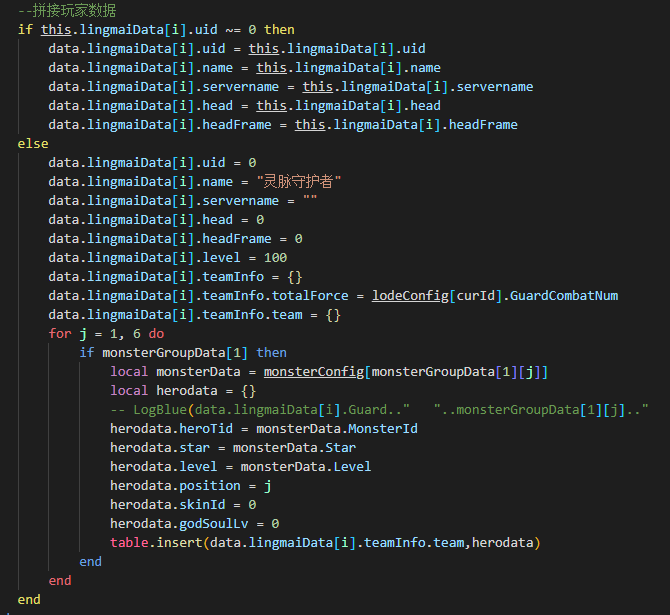 --拼接玩家数据
if this.lingmaiData[i].uid ~= 0 then
data.lingmaiData[i].uid = this.lingmaiData[i].uid
data.lingmaiData[i].name = this.lingmaiData[i].name
data.lingmaiData[i].servername = this.lingmaiData[i].servername
data.lingmaiData[i].head = this.lingmaiData[i].head
data.lingmaiData[i].headFrame = this.lingmaiData[i].headFrame
else
data.lingmaiData[i].uid = 0
data.lingmaiData[i].name = "灵脉守护者"
data.lingmaiData[i].servername = ""
data.lingmaiData[i].head = 0
data.lingmaiData[i].headFrame = 0
data.lingmaiData[i].level = 100
data.lingmaiData[i].teamInfo = {}
data.lingmaiData[i].teamInfo.totalForce = lodeConfig[curId].GuardCombatNum
data.lingmaiData[i].teamInfo.team = {}
for j = 1, 6 do
if monsterGroupData[1] then
local monsterData = monsterConfig[monsterGroupData[1][j]]
local herodata = {}
-- LogBlue(data.lingmaiData[i].Guard.."   "..monsterGroupData[1][j].."
herodata.heroTid = monsterData.MonsterId
herodata.star = monsterData.Star
herodata.level = monsterData.Level
herodata.position = j
herodata.skinId = 0
herodata.godSoulLv = 0
table.insert(data.lingmaiData[i].teamInfo.team,herodata)
end
end
end